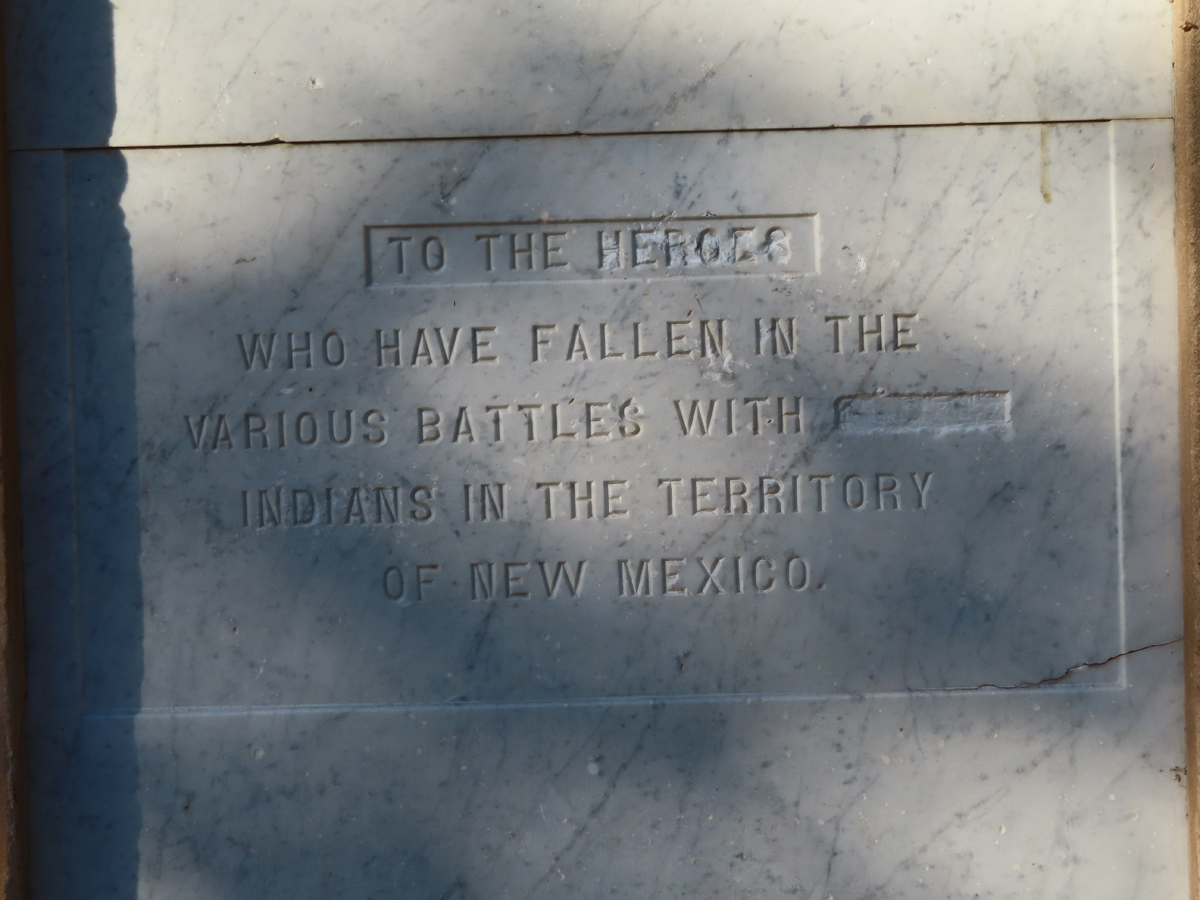 TO THE HEROES
WHO HAVE FALLEN IN THE
VARIOUS BATTLES WITH
INDIANS IN THE TERRITORY
OF NEW MEXICO.